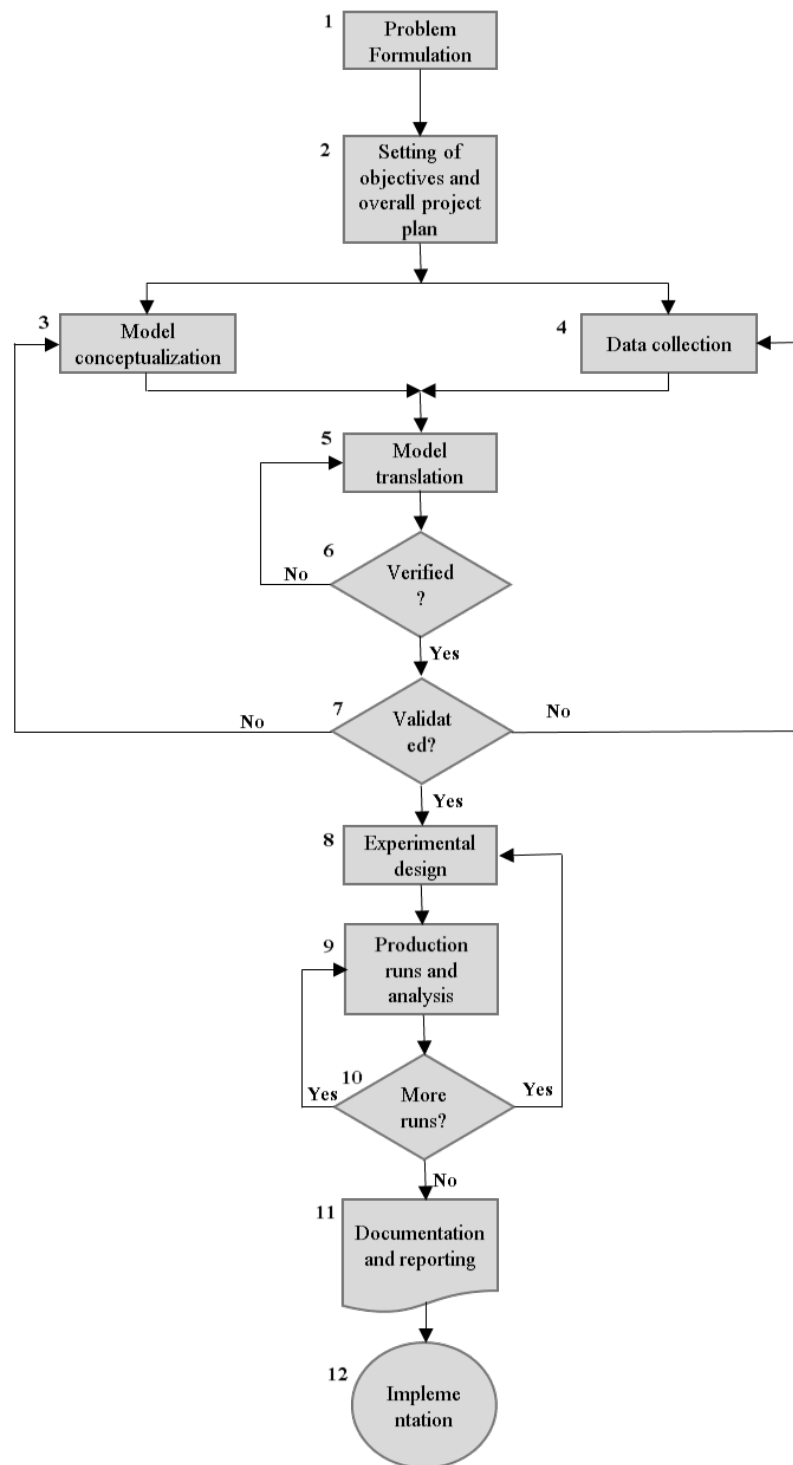 1
Problem
Formulation
2
Setting of
objectives and
overall project
plan
3
Model
conceptualization
4
Data collection
5
Model
translation
6
Verified
?
No
Yes
7
Validat
ed?
No
No
Yes
8
Experimental
design
9
Production
runs and
analysis
10
More
runs?
Yes
Yes
No
11
Documentation
and reporting
12
Impleme
ntation